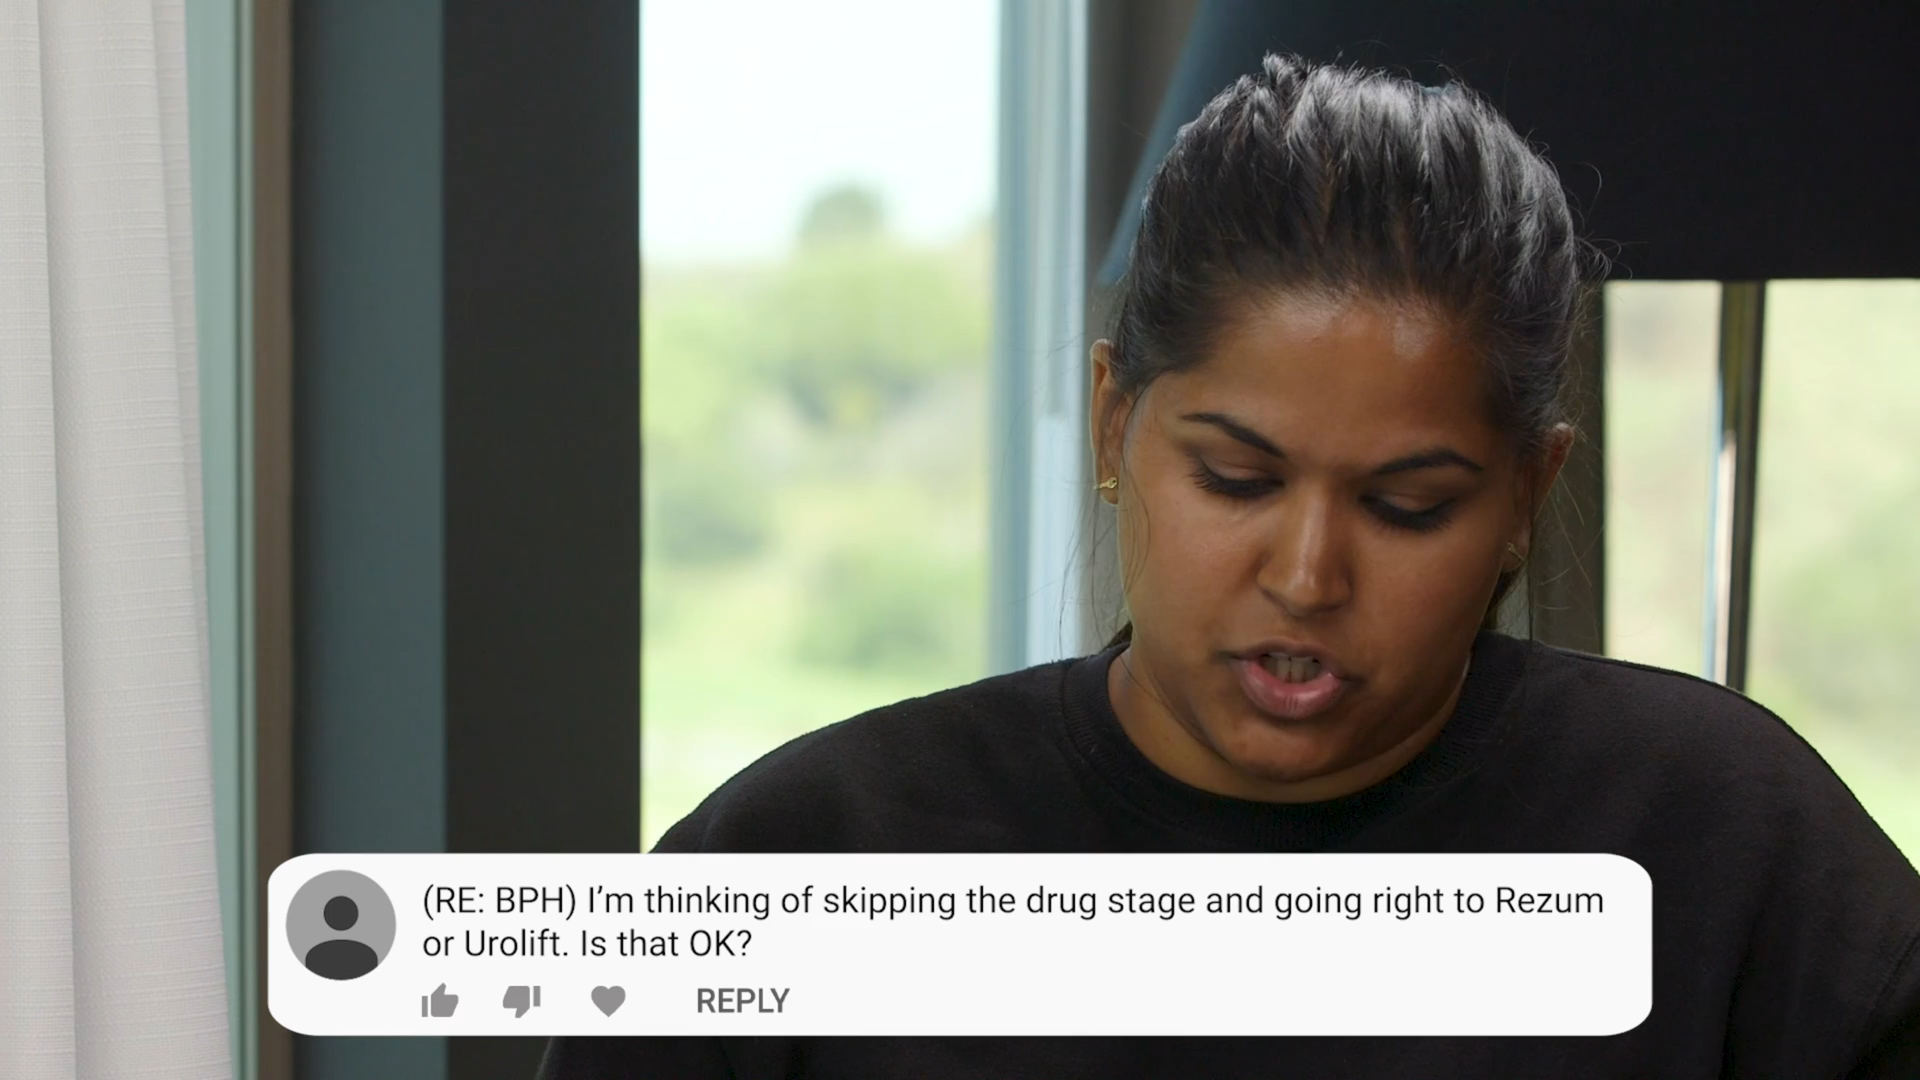 (RE: BPH) I’m thinking of skipping the drug stage and going right to Rezum
or Urolift. Is that OK?
REPLY